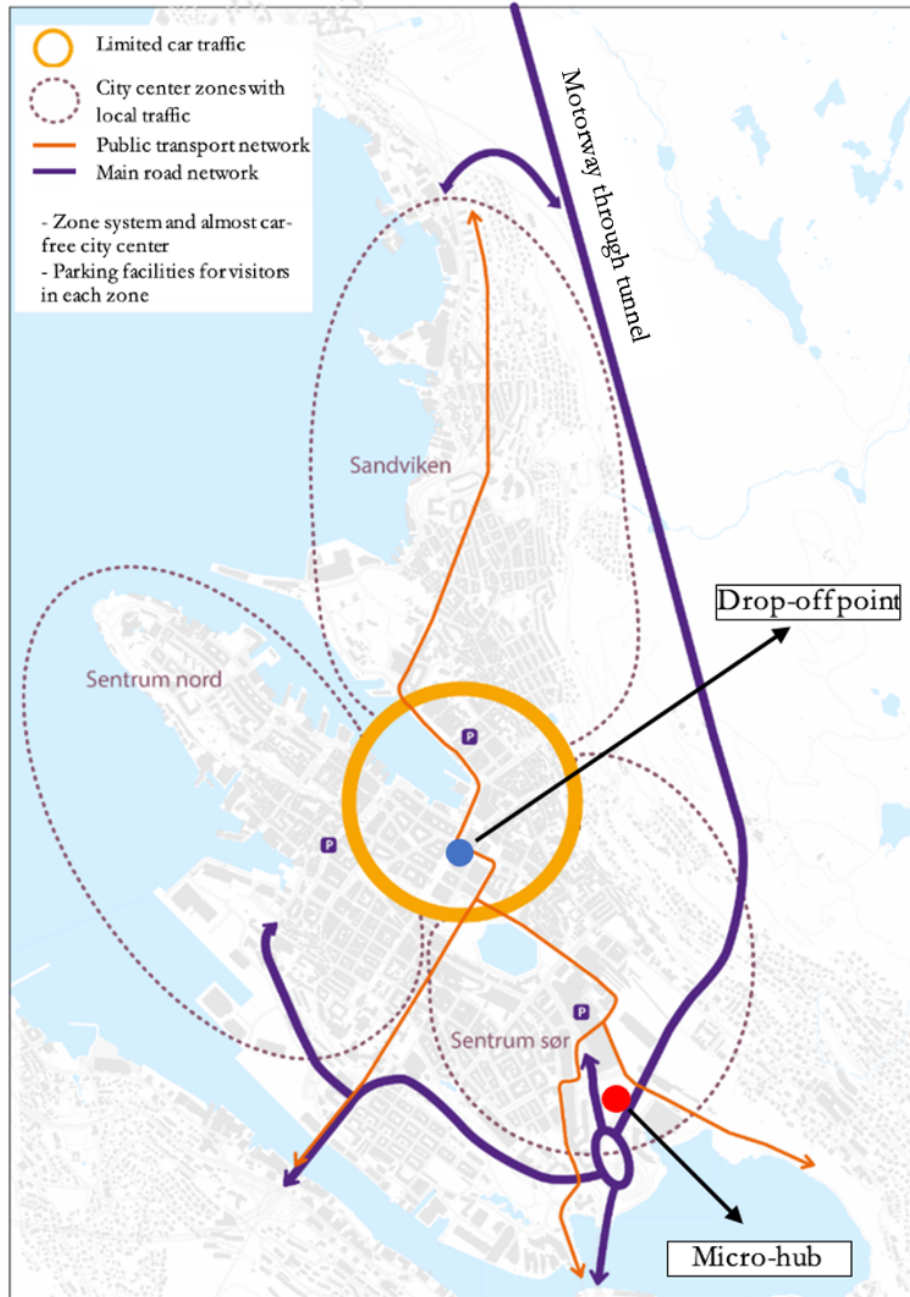 Limited car traffic
City center zones with
local traffic
Public transport network
Main road network
- Zone system and almost car-
free city center
- Parking facilities for visitors
in each zone
Motorway through tunnel
Sandviken
Drop-off point
Sentrum nord
P
P
P
Sentrum sør
Micro-hub